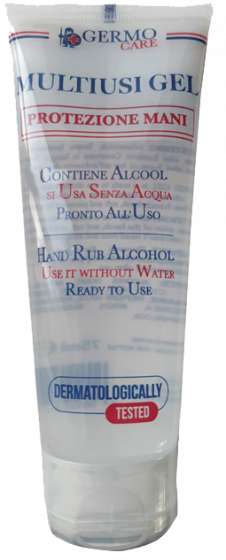 GERMO
CARE
MULTIUSI GEL
PROTEZIONE MANI
CONTIENE ALCOOL
SI USA SENZA ACQUA
PRONTO ALL'USO
HAND RUB ALCOHOL
USE IT WITHOUT WATER
READY TO USE
75ml
DERMATOLOGICALLY
TESTED